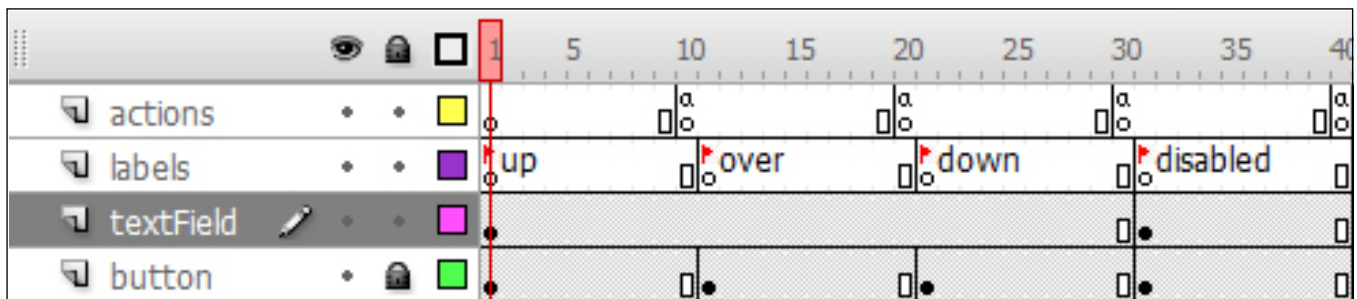 1 5 10 15 20 25 30 35 40
actions a a a a
labels up over down disabled
textField
button